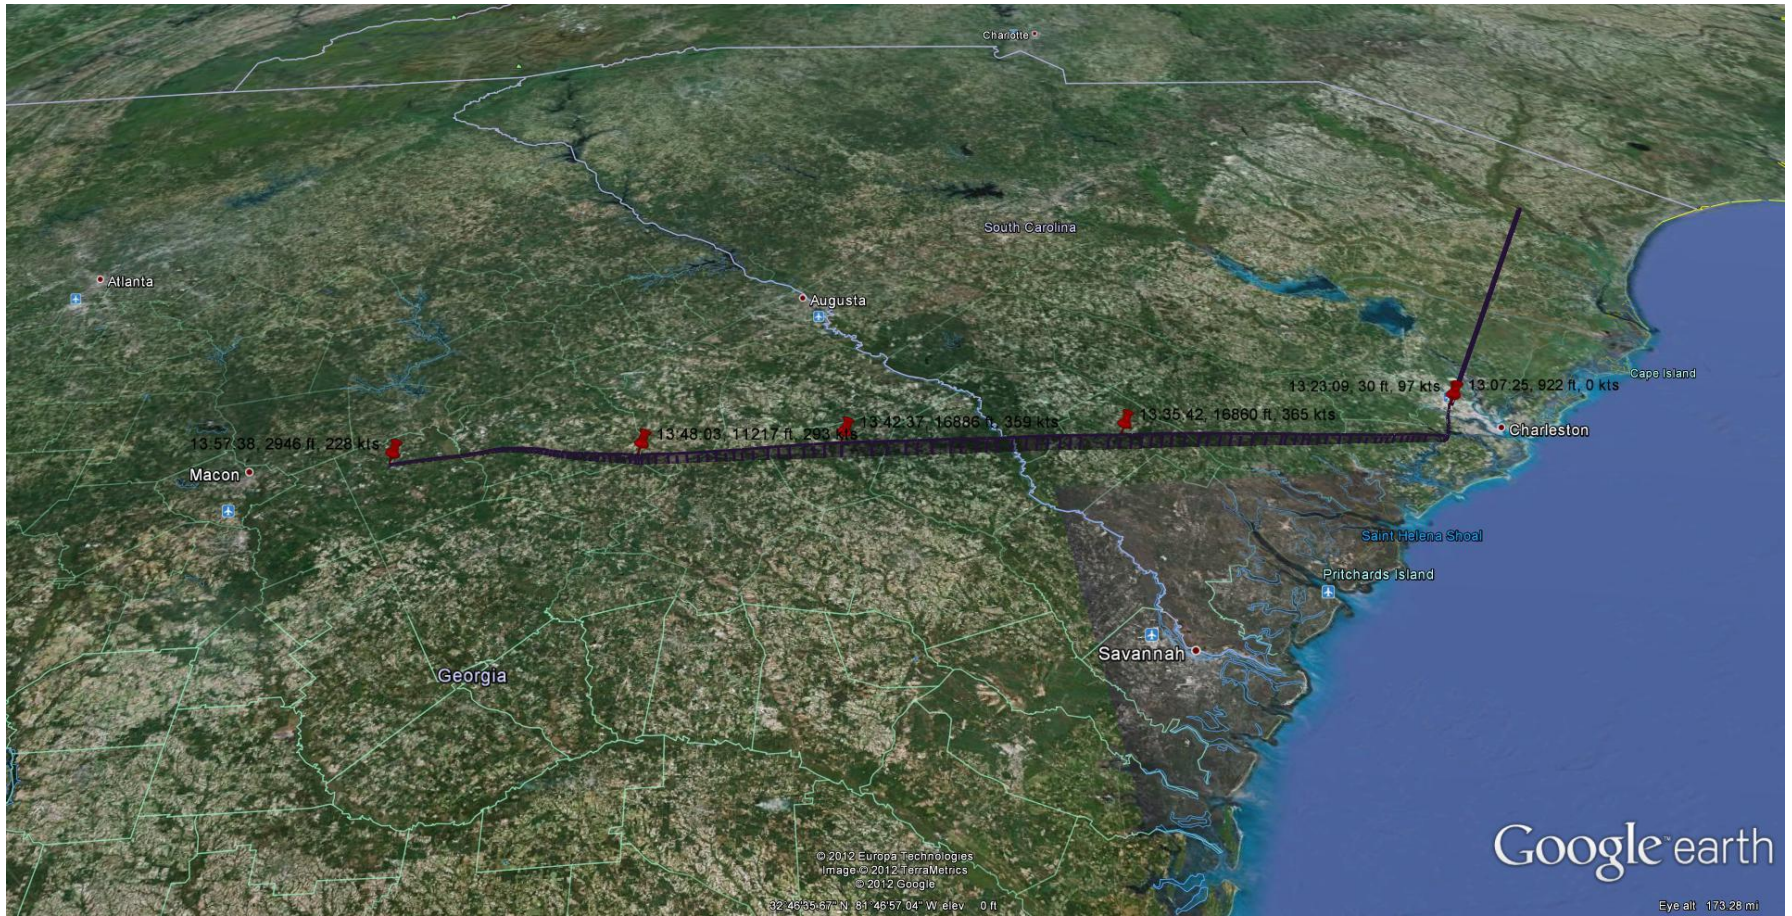 Charlotte
South Carolina
Atlanta
Augusta
Cape Island
13:23:09, 30 ft, 97 kts
13:07:25, 922 ft, 0 kts
13:57:38, 2946 ft, 228 kts
13:48:03, 11217 ft, 293 kts
13:42:37, 16886 ft, 359 kts
13:35:42, 16860 ft, 365 kts
Charleston
Macon
Saint Helena Shoal
Pritchards Island
Savannah
Georgia
Google earth
© 2012 Europa Technologies
Image © 2012 TerraMetrics
© 2012 Google
32°46'35.67" N 81°46'57.04" W elev 0 ft
Eye alt 173.28 mi